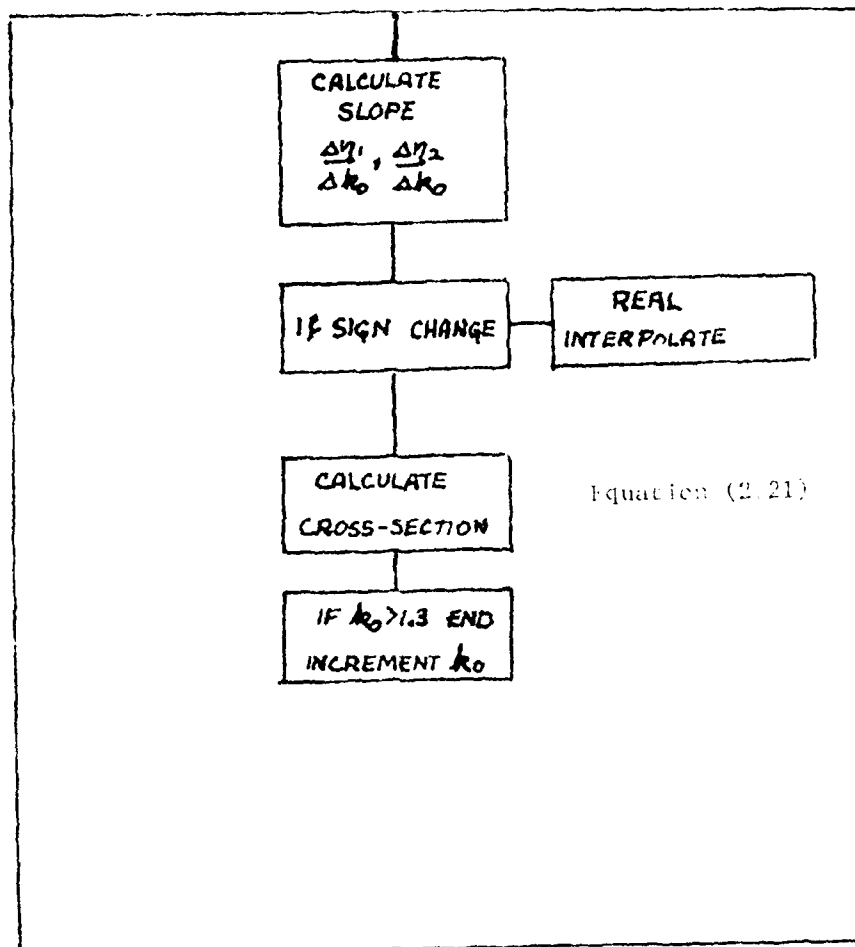 CALCULATE
SLOPE
Δη1/Δk0, Δη2/Δk0
IF SIGN CHANGE
REAL
INTERPOLATE
CALCULATE
CROSS-SECTION
Equation (2.21)
IF k0>1.3 END
INCREMENT k0